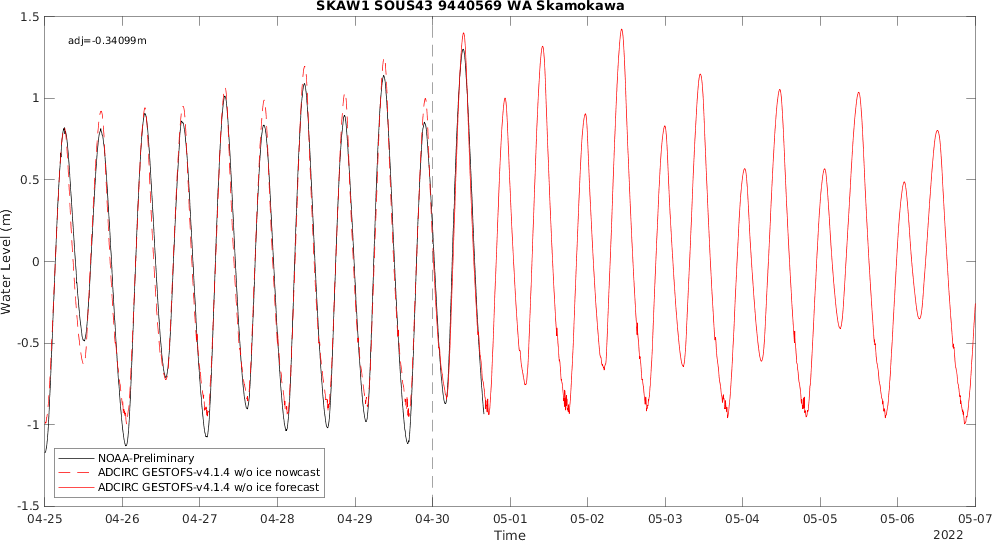 SKAW1 SOUS43 9440569 WA Skamokawa
adj=-0.34099m
1.5
1
0.5
0
-0.5
-1
-1.5
Water Level (m)
NOAA-Preliminary
ADCIRC GESTOFS-v4.1.4 w/o ice nowcast
ADCIRC GESTOFS-v4.1.4 w/o ice forecast
04-25 04-26 04-27 04-28 04-29 04-30 05-01 05-02 05-03 05-04 05-05 05-06 05-07
Time
2022